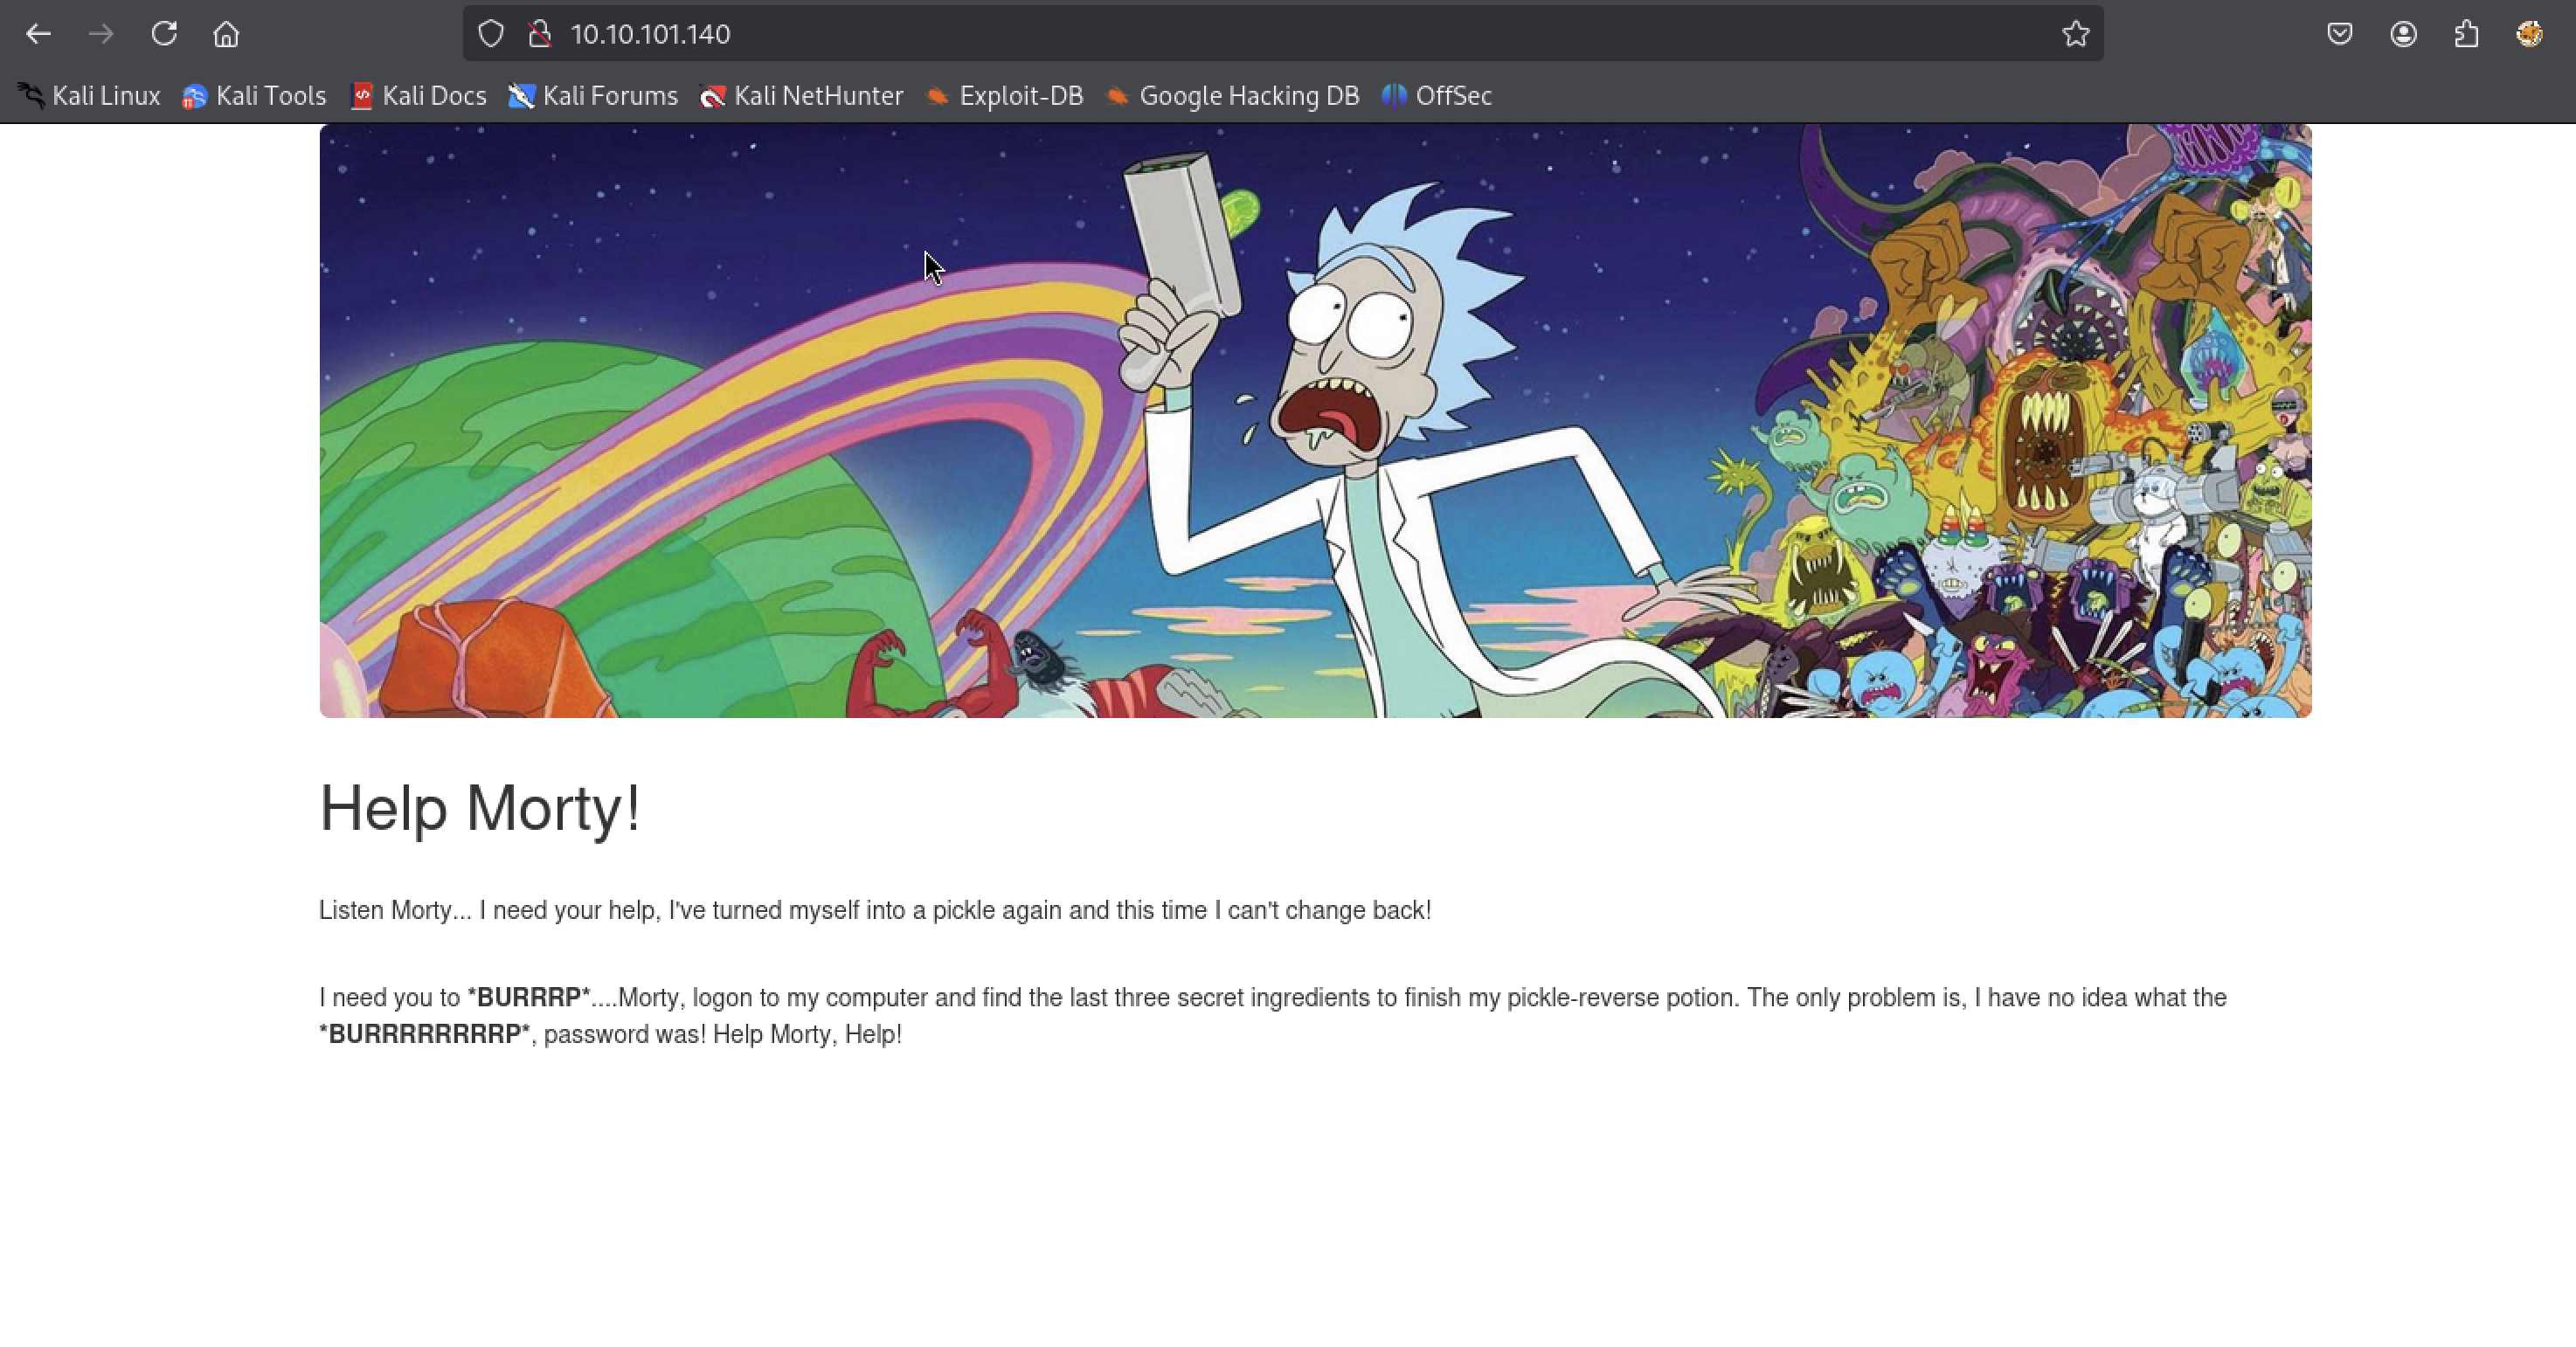 10.10.101.140
Kali Linux Kali Tools Kali Docs Kali Forums Kali NetHunter Exploit-DB Google Hacking DB OffSec
Help Morty!
Listen Morty... I need your help, I've turned myself into a pickle again and this time I can't change back!
I need you to *BURRRP*....Morty, logon to my computer and find the last three secret ingredients to finish my pickle-reverse potion. The only problem is, I have no idea what the
*BURRRRRRRRP*, password was! Help Morty, Help!